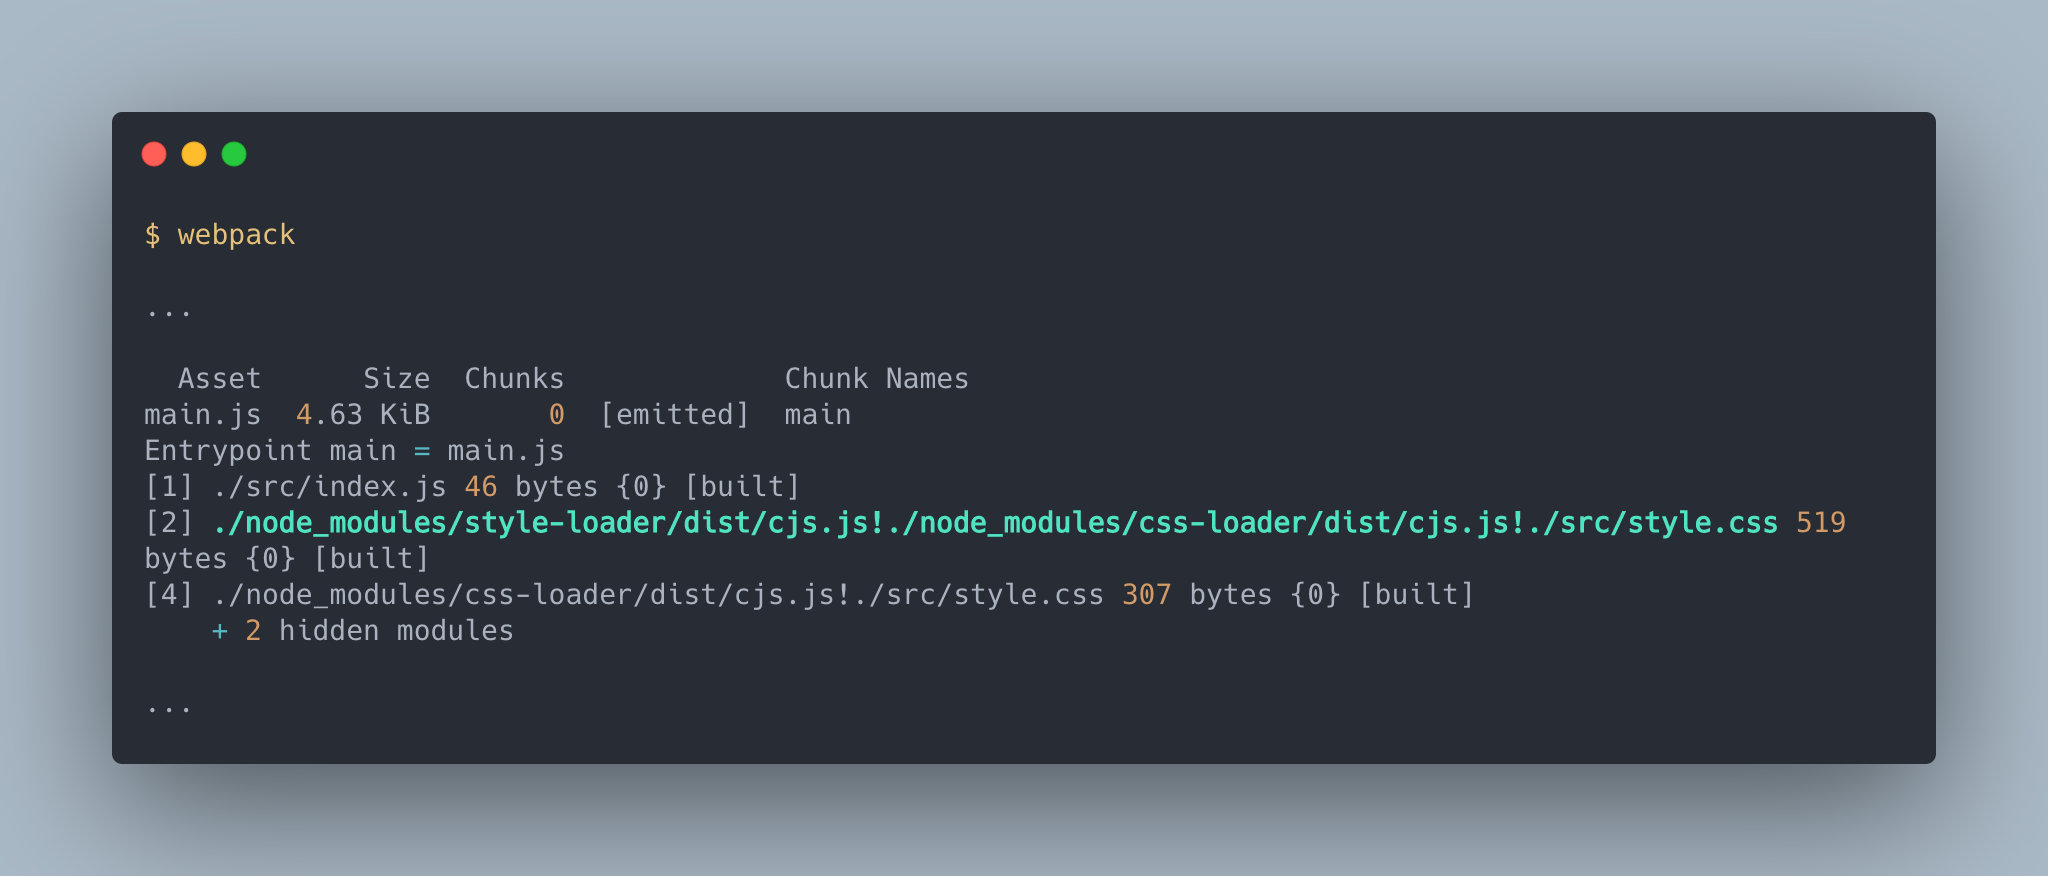 $ webpack
...
  Asset      Size  Chunks             Chunk Names
main.js  4.63 KiB       0  [emitted]  main
Entrypoint main = main.js
[1] ./src/index.js 46 bytes {0} [built]
[2] ./node_modules/style-loader/dist/cjs.js!./node_modules/css-loader/dist/cjs.js!./src/style.css 519
bytes {0} [built]
[4] ./node_modules/css-loader/dist/cjs.js!./src/style.css 307 bytes {0} [built]
    + 2 hidden modules
...